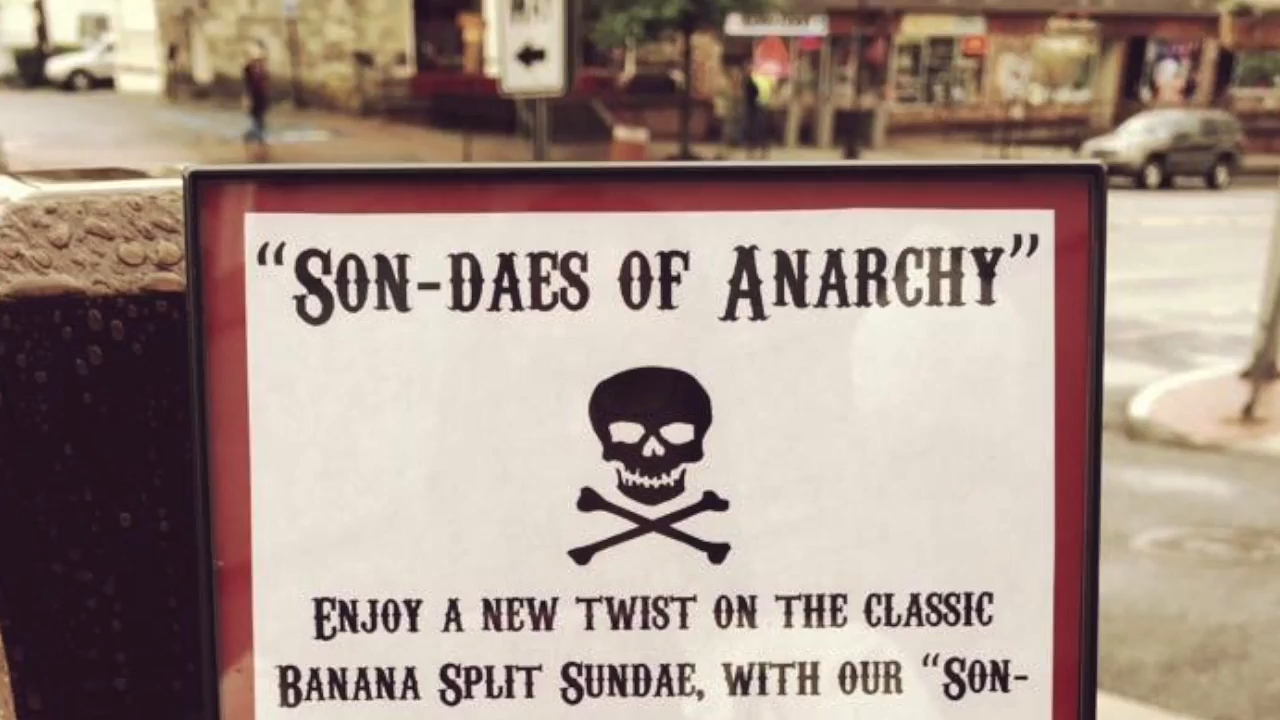 “Son-daes of Anarchy”
Enjoy a new twist on the classic
Banana Split Sundae, with our “Son-